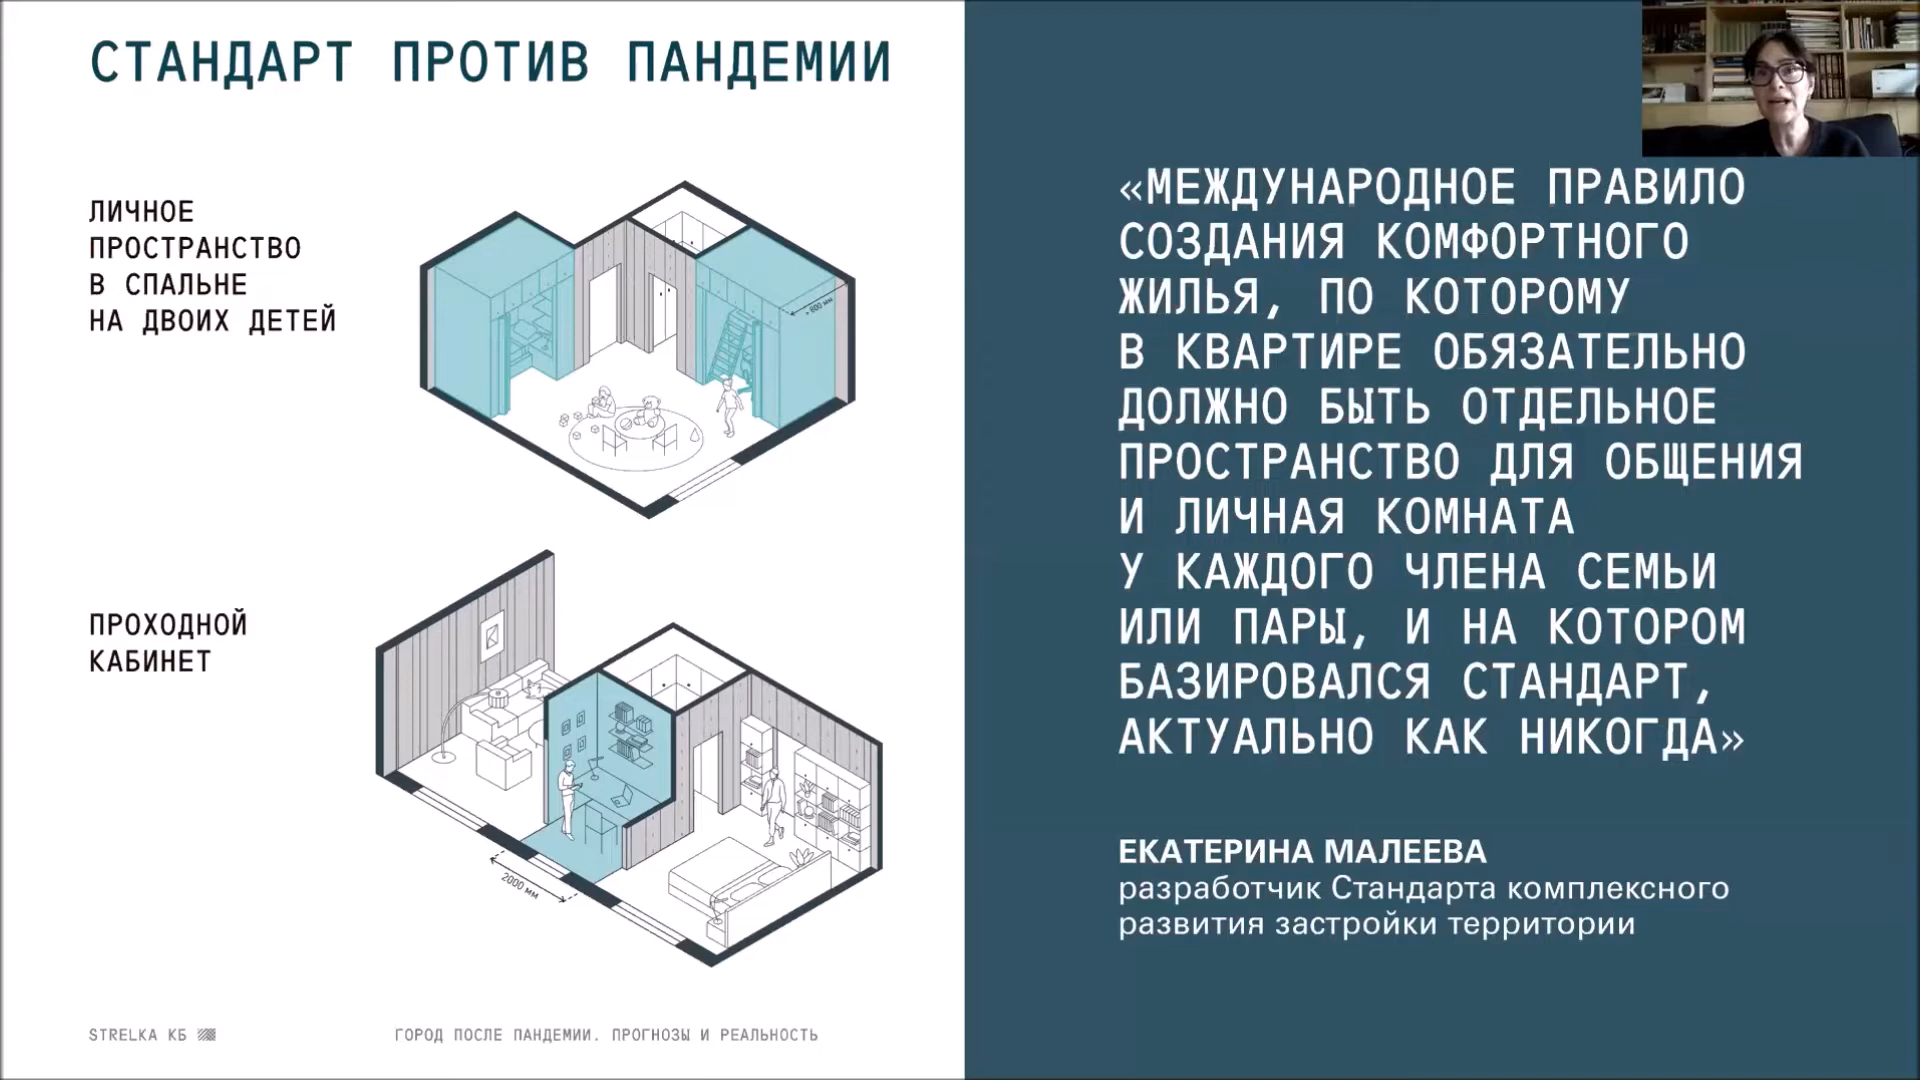 СТАНДАРТ ПРОТИВ ПАНДЕМИИ
ЛИЧНОЕ
ПРОСТРАНСТВО
В СПАЛЬНЕ
НА ДВОИХ ДЕТЕЙ
ПРОХОДНОЙ
КАБИНЕТ
2000 мм
STRELKA КБ
ГОРОД ПОСЛЕ ПАНДЕМИИ. ПРОГНОЗЫ И РЕАЛЬНОСТЬ
«МЕЖДУНАРОДНОЕ ПРАВИЛО
СОЗДАНИЯ КОМФОРТНОГО
ЖИЛЬЯ, ПО КОТОРОМУ
В КВАРТИРЕ ОБЯЗАТЕЛЬНО
ДОЛЖНО БЫТЬ ОТДЕЛЬНОЕ
ПРОСТРАНСТВО ДЛЯ ОБЩЕНИЯ
И ЛИЧНАЯ КОМНАТА
У КАЖДОГО ЧЛЕНА СЕМЬИ
ИЛИ ПАРЫ, И НА КОТОРОМ
БАЗИРОВАЛСЯ СТАНДАРТ,
АКТУАЛЬНО КАК НИКОГДА»
ЕКАТЕРИНА МАЛЕЕВА
разработчик Стандарта комплексного
развития застройки территории